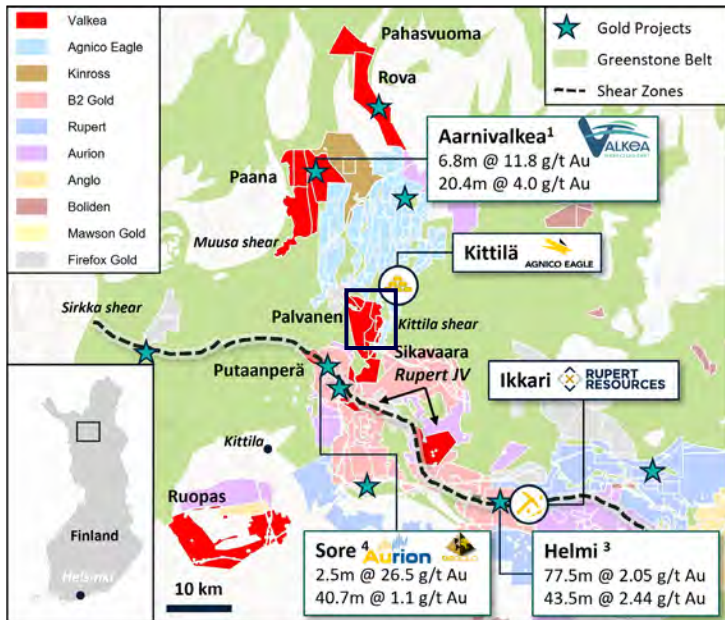 Valkea
Agnico Eagle
Kinross
B2 Gold
Rupert
Aurion
Anglo
Boliden
Mawson Gold
Firefox Gold
Pahasvuoma
Rova
Gold Projects
Greenstone Belt
Shear Zones
Aarnivalkea¹
VALKEA
6.8m @ 11.8 g/t Au
20.4m @ 4.0 g/t Au
Paana
Muusa shear
Kittilä
AGNICO EAGLE
Sirkka shear
Palvanen
Kittila shear
Sikavaara
Rupert JV
Putaanperä
Ikkari
RUPERT
RESOURCES
Kittila
Ruopas
Finland
Helsinki
10 km
Sore ⁴
Aurion
2.5m @ 26.5 g/t Au
40.7m @ 1.1 g/t Au
Helmi ³
77.5m @ 2.05 g/t Au
43.5m @ 2.44 g/t Au